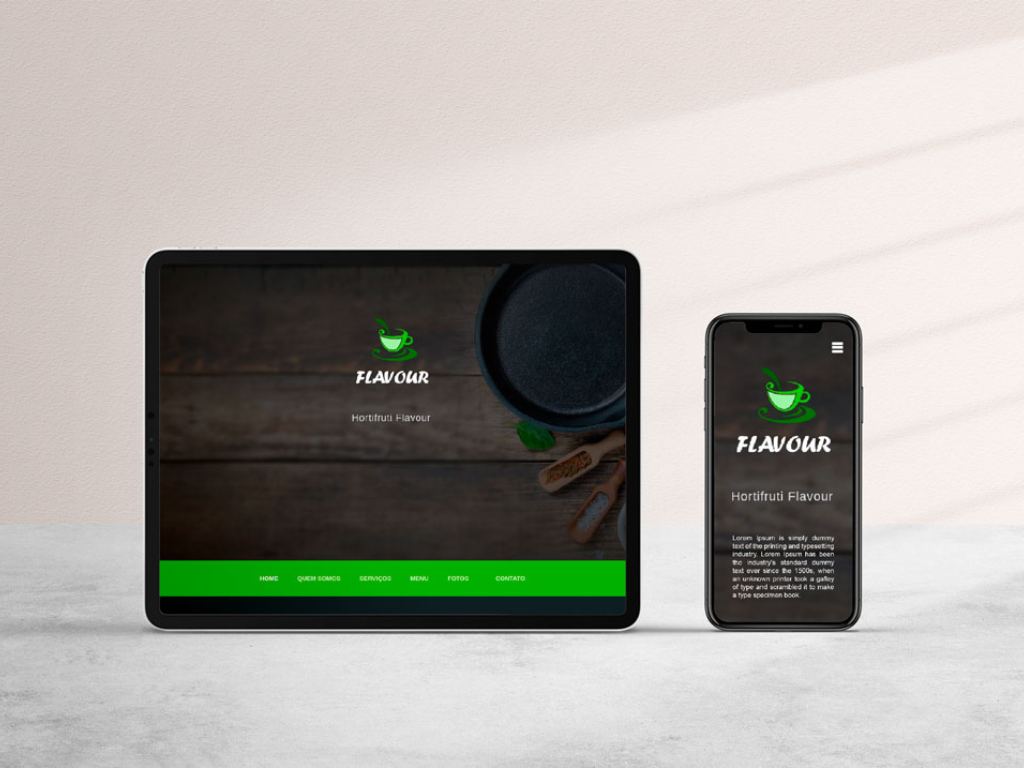 FLAVOUR
Hortifruti Flavour
HOME QUEM SOMOS SERVIÇOS MENU FOTOS CONTATO
FLAVOUR
Hortifruti Flavour
Lorem Ipsum is simply dummy
text of the printing and typesetting
industry. Lorem Ipsum has been
the industry's standard dummy
text ever since the 1500s, when
an unknown printer took a galley
of type and scrambled it to make
a type specimen book.